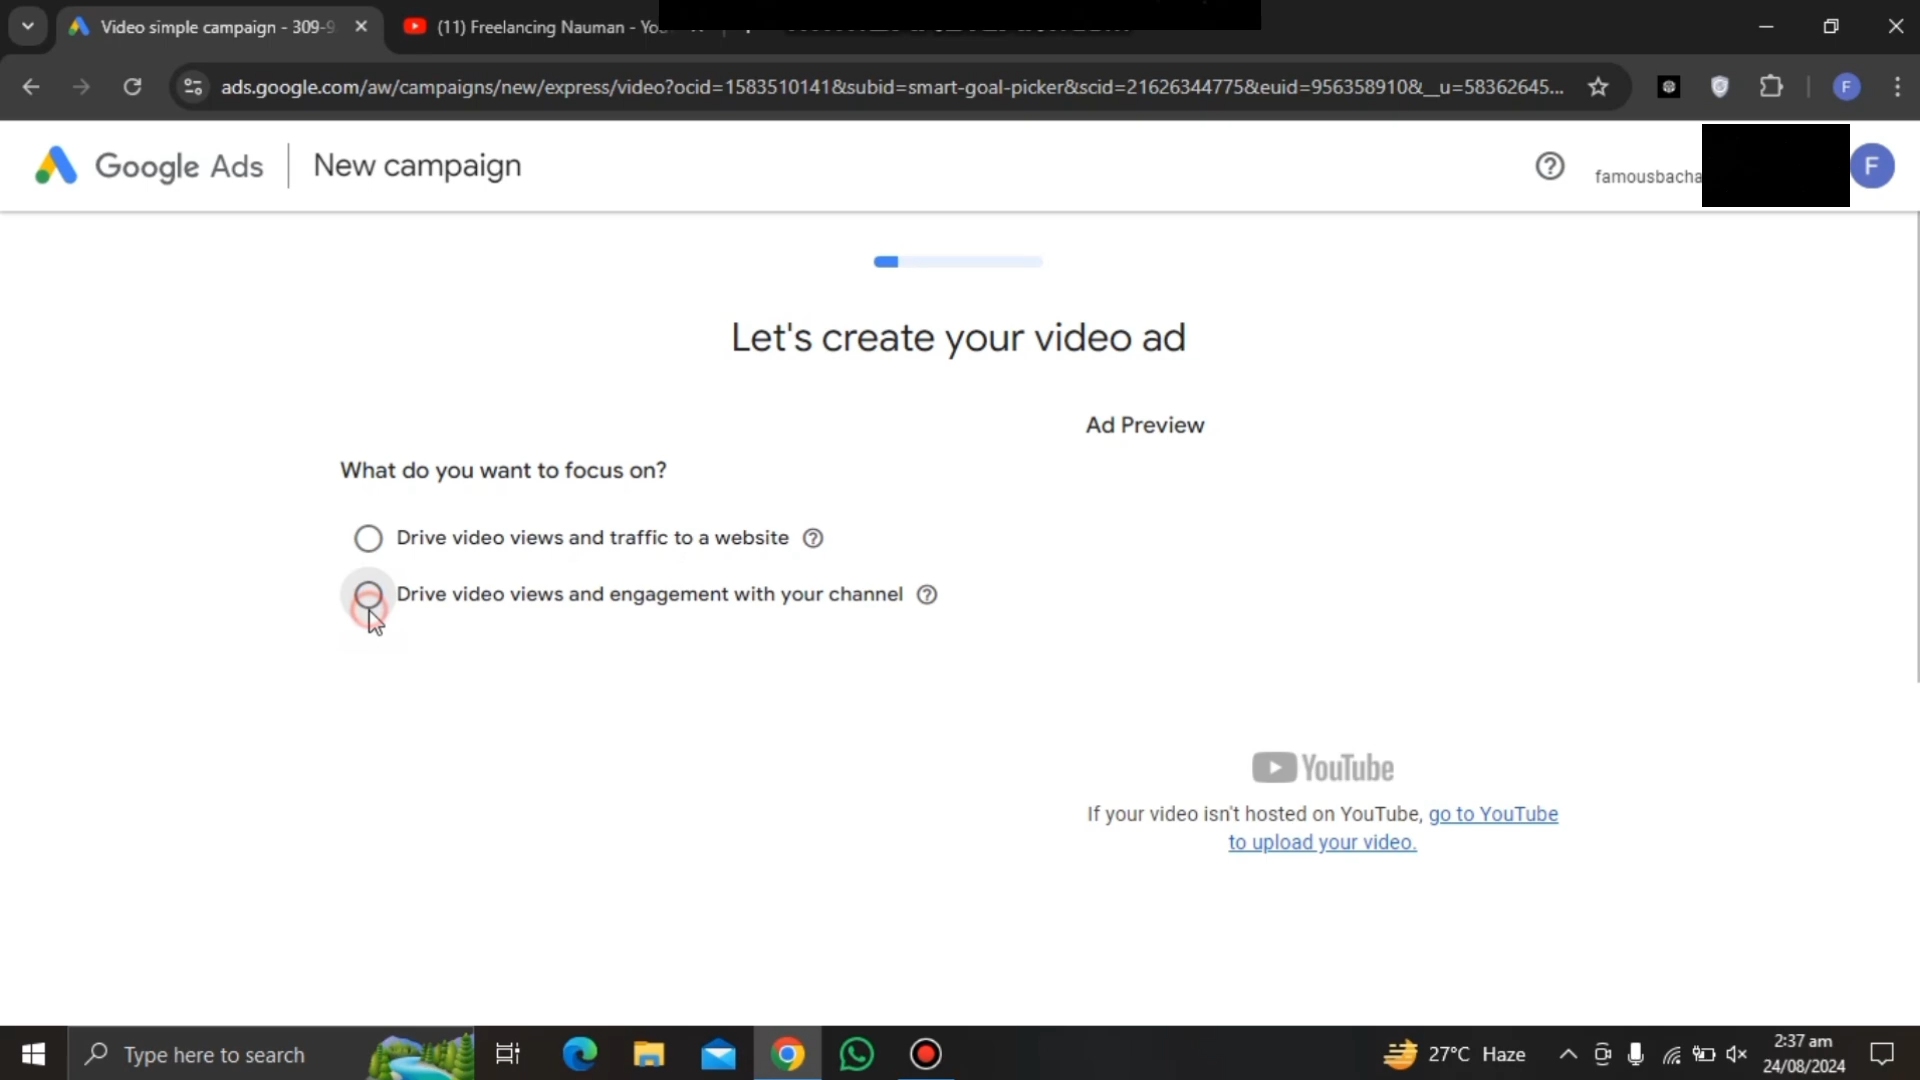 Video simple campaign - 309-9
(11) Freelancing Nauman - Yo
ads.google.com/aw/campaigns/new/express/video?ocid=1583510141&subid=smart-goal-picker&scid=21626344775&euid=956358910&__u=58362645...
F
Google Ads
New campaign
famousbacha
F
Let's create your video ad
Ad Preview
What do you want to focus on?
Drive video views and traffic to a website
Drive video views and engagement with your channel
YouTube
If your video isn't hosted on YouTube, go to YouTube
to upload your video.
Type here to search
27°C Haze
2:37 am
24/08/2024